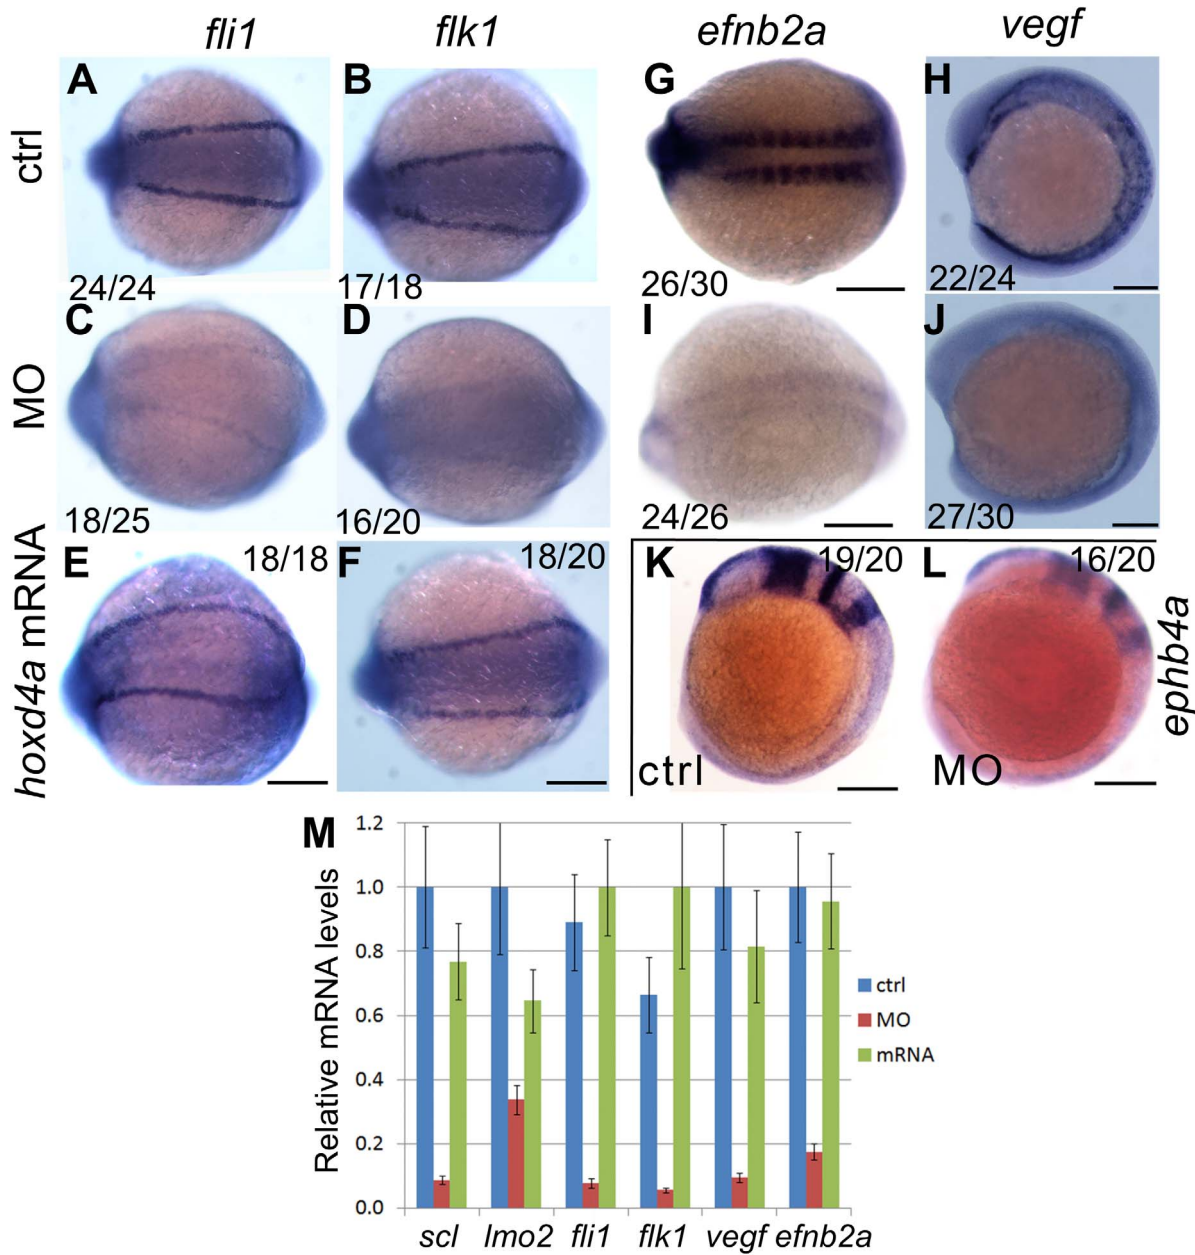 fli1 flk1 efnb2a vegf
ctrl
A B G H
24/24 17/18 26/30 22/24
MO
C D I J
18/25 16/20 24/26 27/30
hoxd4a mRNA
E 18/18 F 18/20 K 19/20 L 16/20
ctrl MO
ephb4a
M
Relative mRNA levels
1.2
1.0
0.8
0.6
0.4
0.2
0.0
ctrl
MO
mRNA
scl lmo2 fli1 flk1 vegf efnb2a